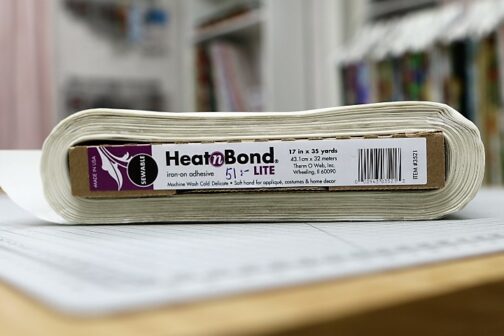 MADE IN USA
SEWABLE
HeatnBond®
iron-on adhesive 51:- LITE
Machine Wash Cold Delicate • Soft hand for appliqué, costumes & home decor
17 in x 35 yards
43.1cm x 32 meters
Therm O Web, Inc.
Wheeling, Il 60090
ITEM #3521